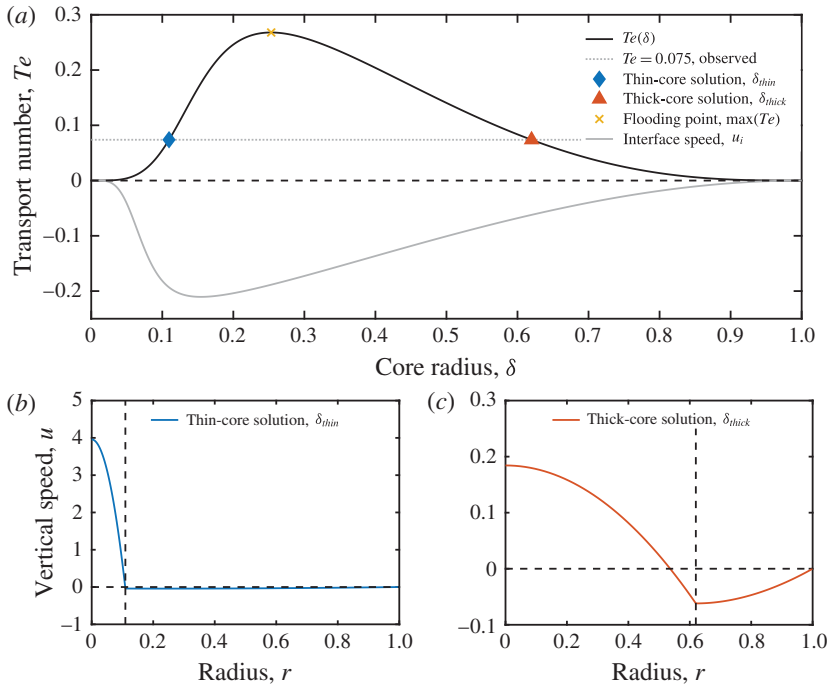 (a)
0.3
0.2
0.1
0
−0.1
−0.2
Transport number, Te
Te(δ)
Te = 0.075, observed
Thin-core solution, δthin
Thick-core solution, δthick
Flooding point, max(Te)
Interface speed, ui
0 0.1 0.2 0.3 0.4 0.5 0.6 0.7 0.8 0.9 1.0
Core radius, δ
(b)
5
4
3
2
1
0
−1
Vertical speed, u
Thin-core solution, δthin
0 0.2 0.4 0.6 0.8 1.0
Radius, r
(c)
0.3
0.2
0.1
0
−0.1
Thick-core solution, δthick
0 0.2 0.4 0.6 0.8 1.0
Radius, r